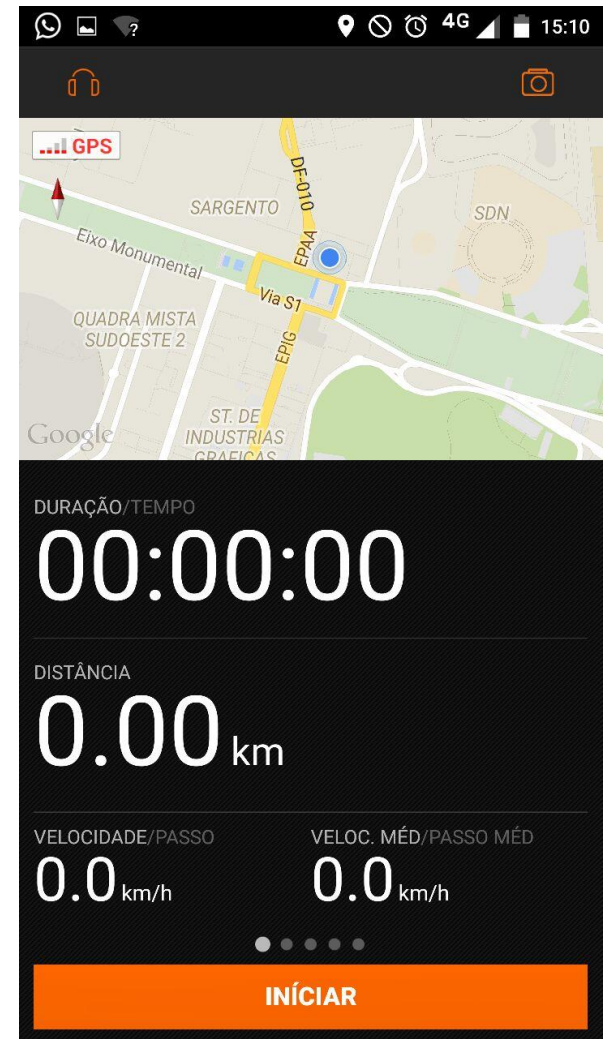 ? 4G 15:10
GPS
DF-010
SARGENTO
SDN
Eixo Monumental
EPAA
Via S1
QUADRA MISTA
SUDOESTE 2
EPIG
ST. DE
INDUSTRIAS
GRAFICAS
Google
DURAÇÃO/TEMPO
00:00:00
DISTÂNCIA
0.00 km
VELOCIDADE/PASSO VELOC. MÉD/PASSO MÉD
0.0 km/h 0.0 km/h
INÍCIAR